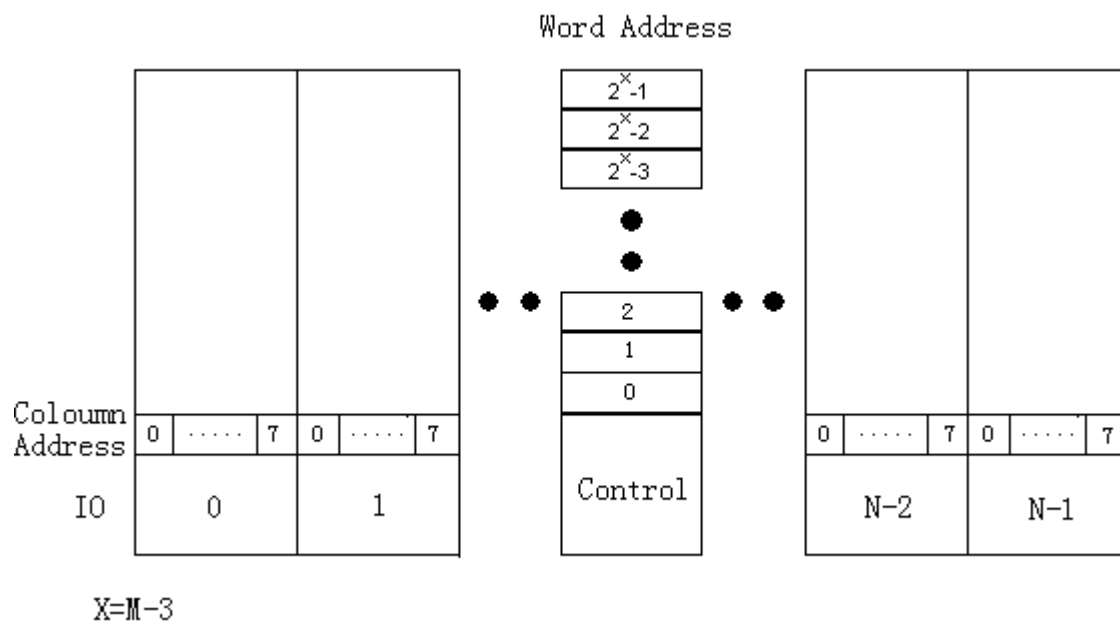 Word Address
2^X-1
2^X-2
2^X-3
2
1
0
Coloumn
Address
0 ····· 7 0 ····· 7
0 ····· 7 0 ····· 7
Control
IO 0 1
N-2 N-1
X=M-3